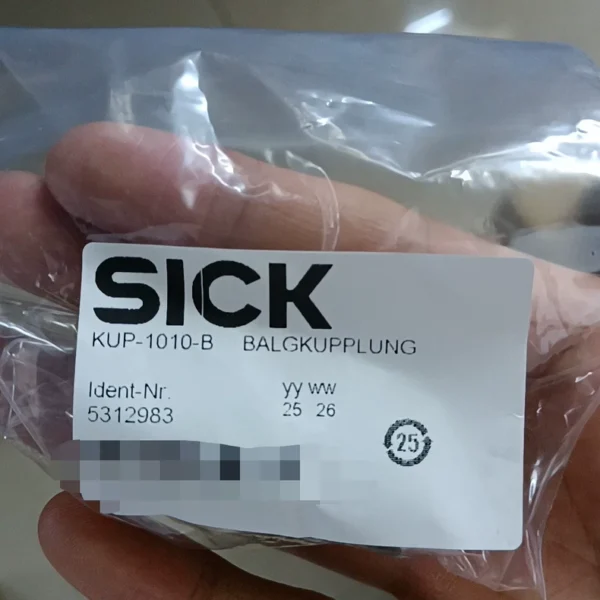 SICK
KUP-1010-B BALGKUPPLUNG
Ident-Nr. yy ww
5312983 25 26
25